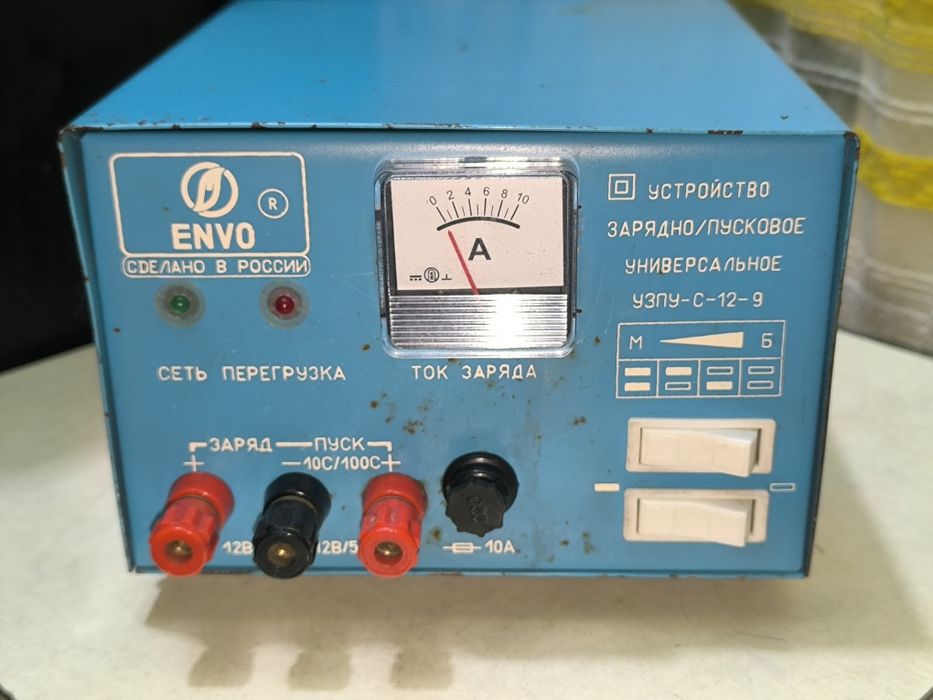 ENVO
®
СДЕЛАНО В РОССИИ
0 2 4 6 8 10
A
УСТРОЙСТВО
ЗАРЯДНО/ПУСКОВОЕ
УНИВЕРСАЛЬНОЕ
УЗПУ-С-12-9
М Б
СЕТЬ ПЕРЕГРУЗКА
ТОК ЗАРЯДА
ЗАРЯД ПУСК
+ −10С/100С+
12В
12В/5
10А